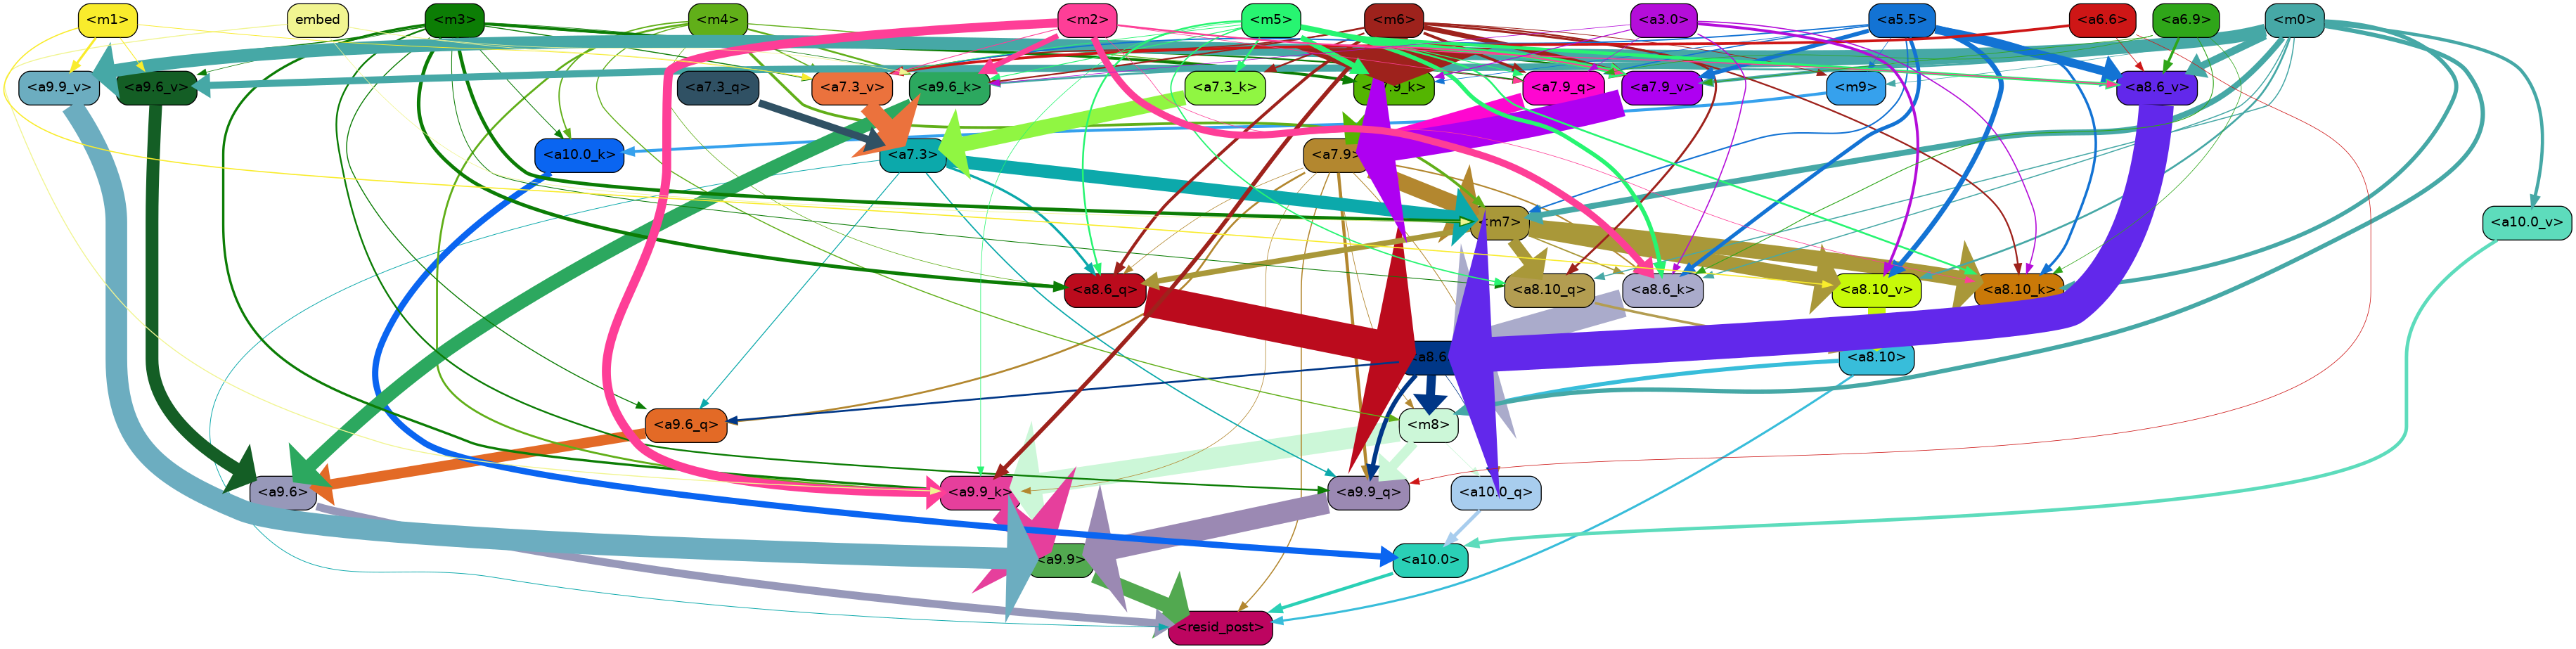 <m1>
embed
<m3>
<m4>
<m2>
<m5>
<m6>
<a3.0>
<a5.5>
<a6.6>
<a6.9>
<m0>
<a9.9_v>
<a9.6_v>
<a7.3_q>
<a7.3_v>
<a9.6_k>
<a7.3_k>
<a7.9_k>
<a7.9_q>
<a7.9_v>
<m9>
<a8.6_v>
<a10.0_k>
<a7.3>
<a7.9>
<m7>
<a10.0_v>
<a8.6_q>
<a8.10_q>
<a8.6_k>
<a8.10_v>
<a8.10_k>
<a8.6
<a8.10>
<a9.6_q>
<m8>
<a9.6>
<a9.9_k>
<a9.9_q>
<a10.0_q>
<a9.9>
<a10.0>
<resid_post>